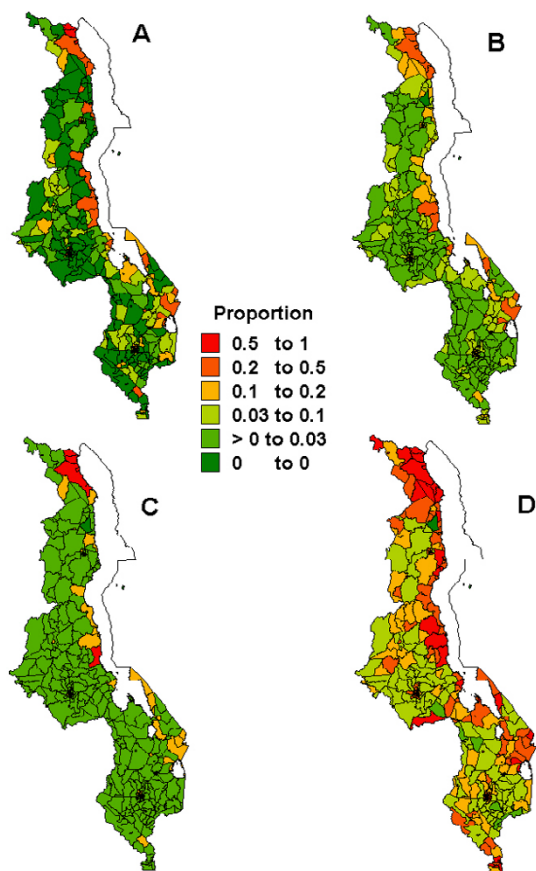 A
B
Proportion
0.5 to 1
0.2 to 0.5
0.1 to 0.2
0.03 to 0.1
> 0 to 0.03
0 to 0
C
D